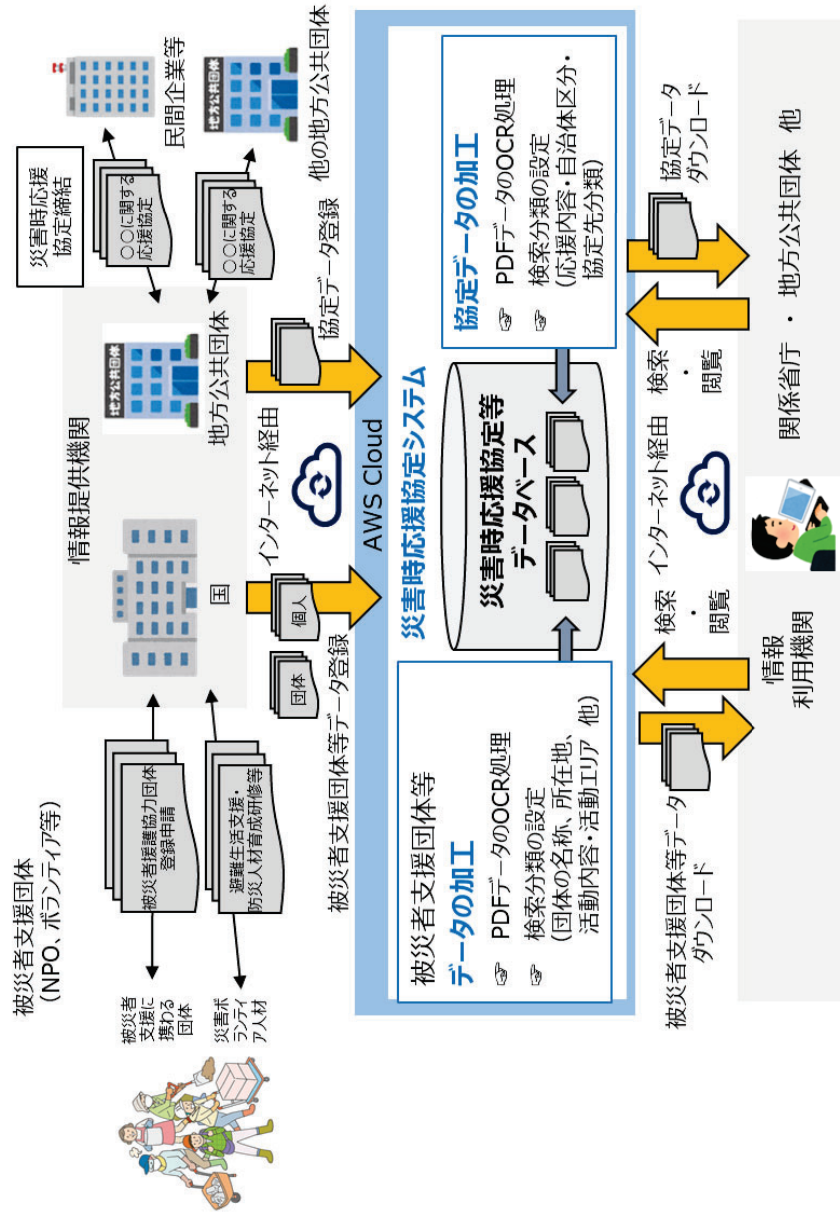 被災者支援団体
(NPO、ボランティア等)
被災者
支援に
携わる
団体
災害ボ
ランティ
ア人材
被災者援護協力団体
登録申請
避難生活支援・
防災人材育成研修等
情報提供機関
国
地方公共団体
地方公共団体
災害時応援
協定締結
○○に関する
応援協定
○○に関する
応援協定
民間企業等
地方公共団体
他の地方公共団体
被災者支援団体等データ登録
団体
個人
インターネット経由
協定データ登録
AWS Cloud
災害時応援協定システム
被災者支援団体等
データの加工
☞ PDFデータのOCR処理
☞ 検索分類の設定
(団体の名称、所在地、
活動内容・活動エリア 他)
災害時応援協定等
データベース
協定データの加工
☞ PDFデータのOCR処理
☞ 検索分類の設定
(応援内容・自治体区分・
協定先分類)
被災者支援団体等データ
ダウンロード
検索
・
閲覧
インターネット経由
検索
・
閲覧
協定データ
ダウンロード
情報
利用機関
関係省庁 ・ 地方公共団体 他